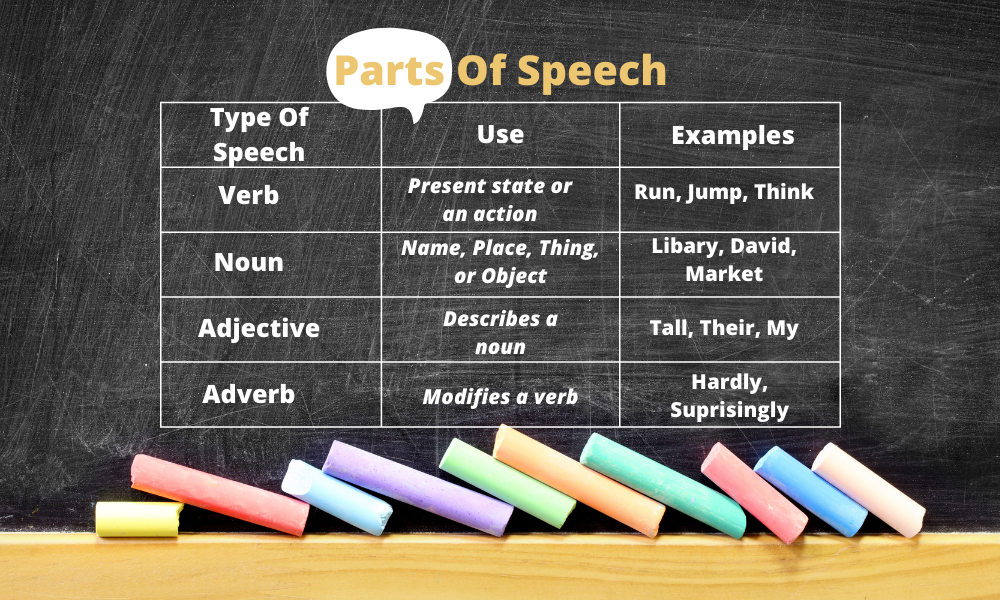 Parts Of Speech
Type Of
Speech
Use
Examples
Verb
Present state or
an action
Run, Jump, Think
Noun
Name, Place, Thing,
or Object
Libary, David,
Market
Adjective
Describes a
noun
Tall, Their, My
Adverb
Modifies a verb
Hardly,
Suprisingly